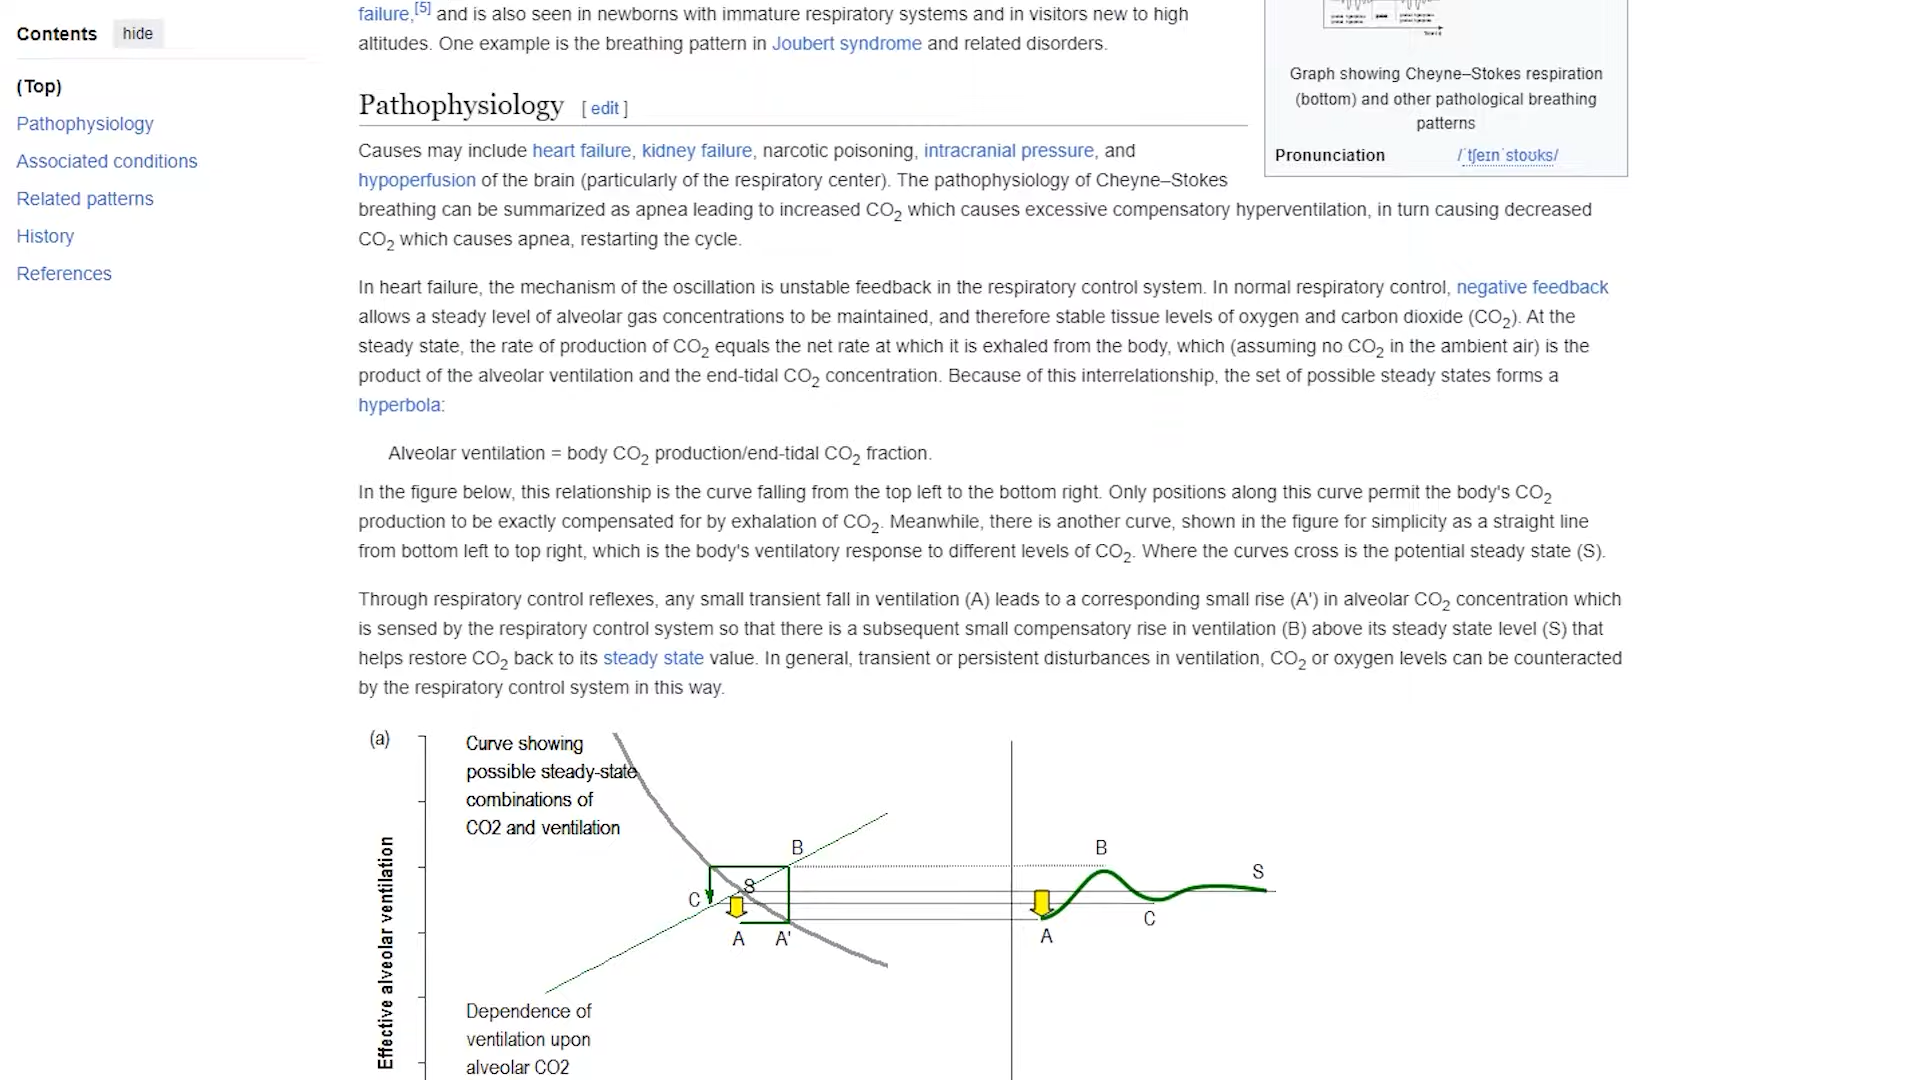 Contents hide
(Top)
Pathophysiology
Associated conditions
Related patterns
History
References
failure,[5] and is also seen in newborns with immature respiratory systems and in visitors new to high
altitudes. One example is the breathing pattern in Joubert syndrome and related disorders.
Graph showing Cheyne–Stokes respiration
(bottom) and other pathological breathing
patterns
Pronunciation /ˈtʃeɪnˈstoʊks/
Pathophysiology [ edit ]
Causes may include heart failure, kidney failure, narcotic poisoning, intracranial pressure, and
hypoperfusion of the brain (particularly of the respiratory center). The pathophysiology of Cheyne–Stokes
breathing can be summarized as apnea leading to increased CO2 which causes excessive compensatory hyperventilation, in turn causing decreased
CO2 which causes apnea, restarting the cycle.
In heart failure, the mechanism of the oscillation is unstable feedback in the respiratory control system. In normal respiratory control, negative feedback
allows a steady level of alveolar gas concentrations to be maintained, and therefore stable tissue levels of oxygen and carbon dioxide (CO2). At the
steady state, the rate of production of CO2 equals the net rate at which it is exhaled from the body, which (assuming no CO2 in the ambient air) is the
product of the alveolar ventilation and the end-tidal CO2 concentration. Because of this interrelationship, the set of possible steady states forms a
hyperbola:
Alveolar ventilation = body CO2 production/end-tidal CO2 fraction.
In the figure below, this relationship is the curve falling from the top left to the bottom right. Only positions along this curve permit the body's CO2
production to be exactly compensated for by exhalation of CO2. Meanwhile, there is another curve, shown in the figure for simplicity as a straight line
from bottom left to top right, which is the body's ventilatory response to different levels of CO2. Where the curves cross is the potential steady state (S).
Through respiratory control reflexes, any small transient fall in ventilation (A) leads to a corresponding small rise (A') in alveolar CO2 concentration which
is sensed by the respiratory control system so that there is a subsequent small compensatory rise in ventilation (B) above its steady state level (S) that
helps restore CO2 back to its steady state value. In general, transient or persistent disturbances in ventilation, CO2 or oxygen levels can be counteracted
by the respiratory control system in this way.
(a)
Curve showing
possible steady-state
combinations of
CO2 and ventilation
Effective alveolar ventilation
B
S
C
A A'
B
S
C
A
Dependence of
ventilation upon
alveolar CO2